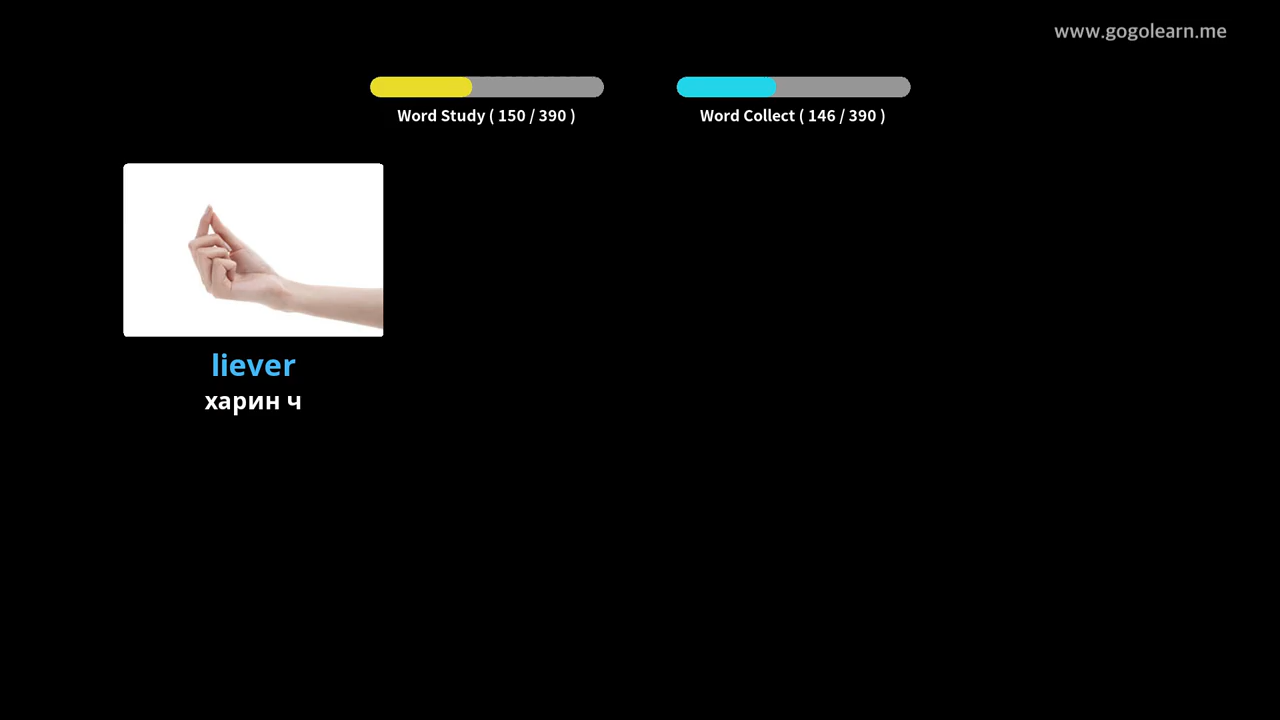 www.gogolearn.me
Word Study ( 150 / 390 )
Word Collect ( 146 / 390 )
liever
харин ч